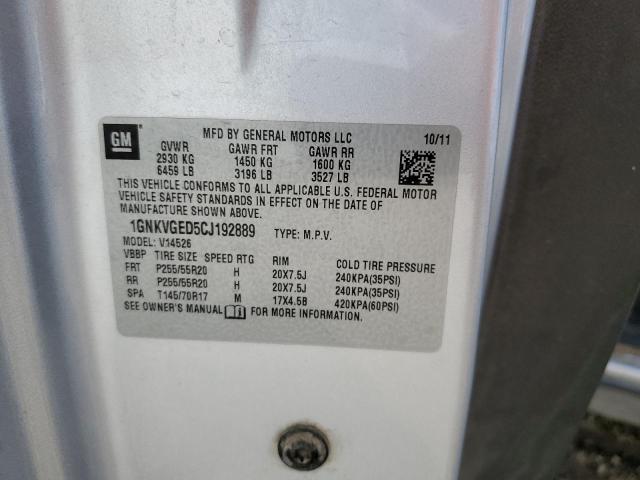 GM
MFD BY GENERAL MOTORS LLC 10/11
GVWR GAWR FRT GAWR RR
2930 KG 1450 KG 1600 KG
6459 LB 3196 LB 3527 LB
THIS VEHICLE CONFORMS TO ALL APPLICABLE U.S. FEDERAL MOTOR
VEHICLE SAFETY STANDARDS IN EFFECT ON THE DATE OF
MANUFACTURE SHOWN ABOVE.
1GNKVGED5CJ192889 TYPE: M.P.V.
MODEL: V14526
VBBP TIRE SIZE SPEED RTG RIM COLD TIRE PRESSURE
FRT P255/55R20 H 20X7.5J 240KPA(35PSI)
RR P255/55R20 H 20X7.5J 240KPA(35PSI)
SPA T145/70R17 M 17X4.5B 420KPA(60PSI)
SEE OWNER'S MANUAL FOR MORE INFORMATION.